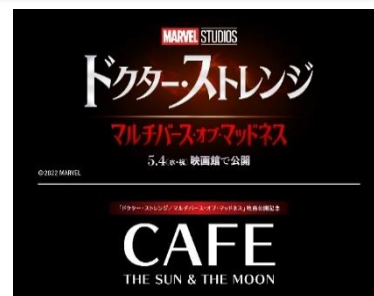 MARVEL STUDIOS
ドクター・ストレンジ
マルチバース・オブ・マッドネス
5.4(水・祝) 映画館で公開
©2022 MARVEL
「ドクター・ストレンジ/マルチバース・オブ・マッドネス」映画公開記念
CAFE
THE SUN & THE MOON